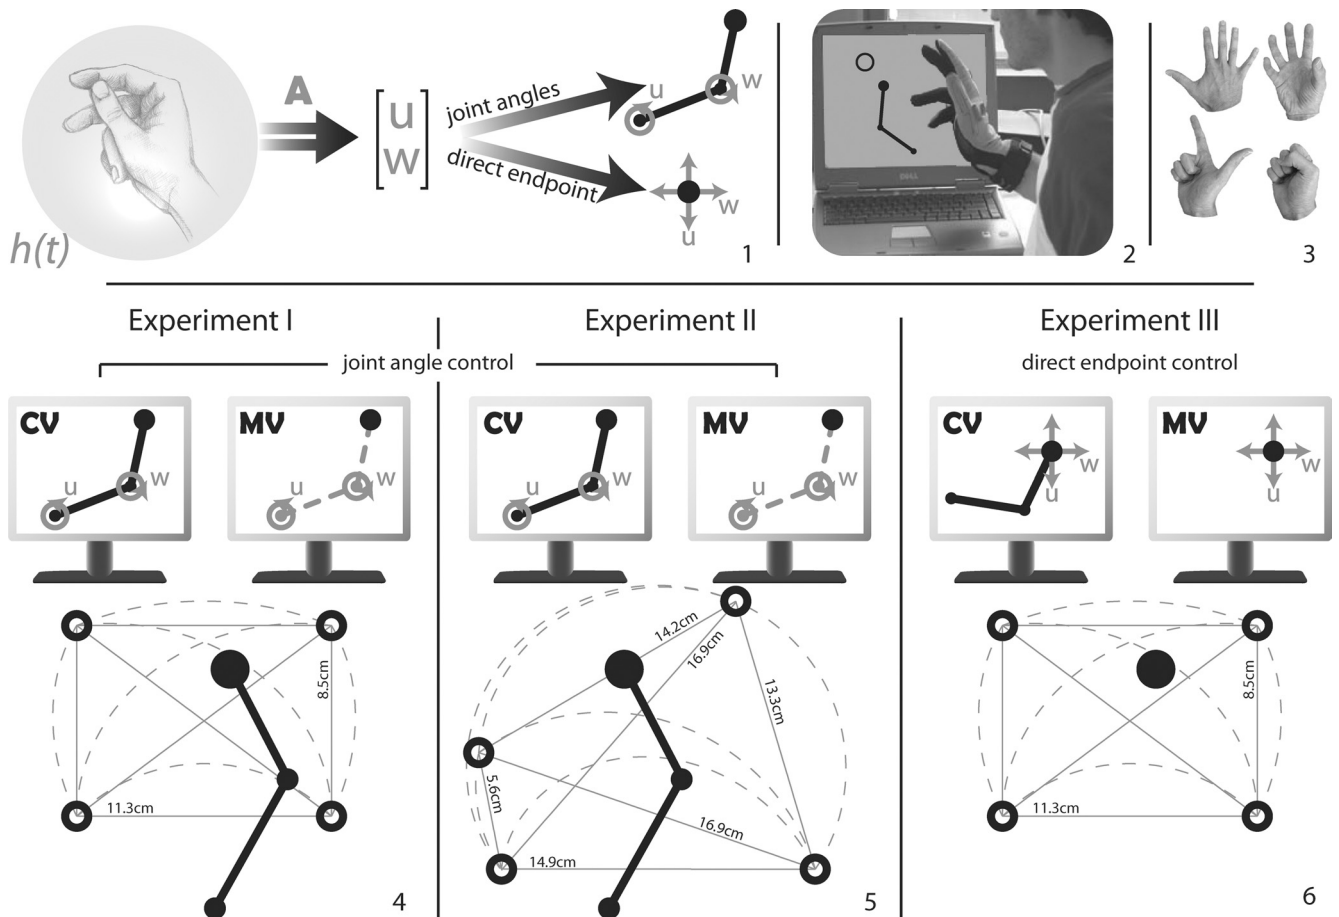 h(t)
A
u
w
joint angles
direct endpoint
u
w
w
u
1
DELL
2
3
Experiment I
Experiment II
Experiment III
joint angle control
direct endpoint control
CV
u
w
MV
u
w
CV
u
w
MV
u
w
CV
w
u
MV
w
u
8.5cm
11.3cm
4
14.2cm
16.9cm
13.3cm
5.6cm
16.9cm
14.9cm
5
8.5cm
11.3cm
6